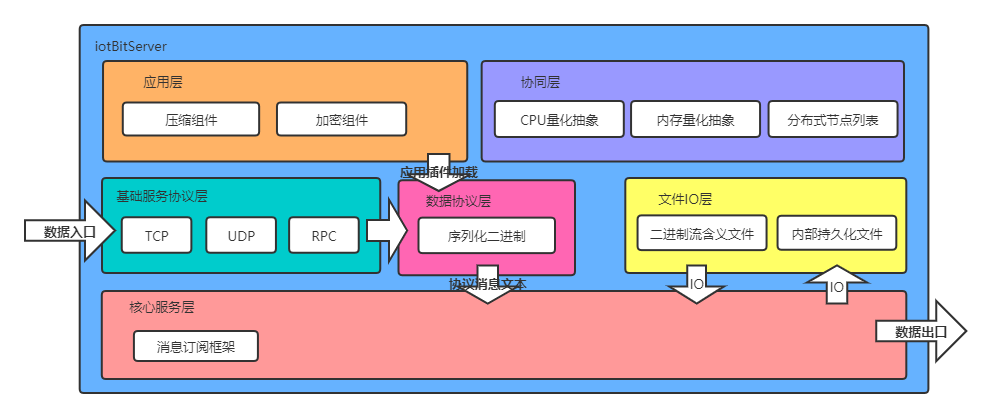 iotBitServer
应用层
压缩组件
加密组件
协同层
CPU量化抽象
内存量化抽象
分布式节点列表
应用插件加载
数据入口
基础服务协议层
TCP
UDP
RPC
数据协议层
序列化二进制
文件IO层
二进制流含义文件
内部持久化文件
协议消息文本
IO
IO
核心服务层
消息订阅框架
数据出口